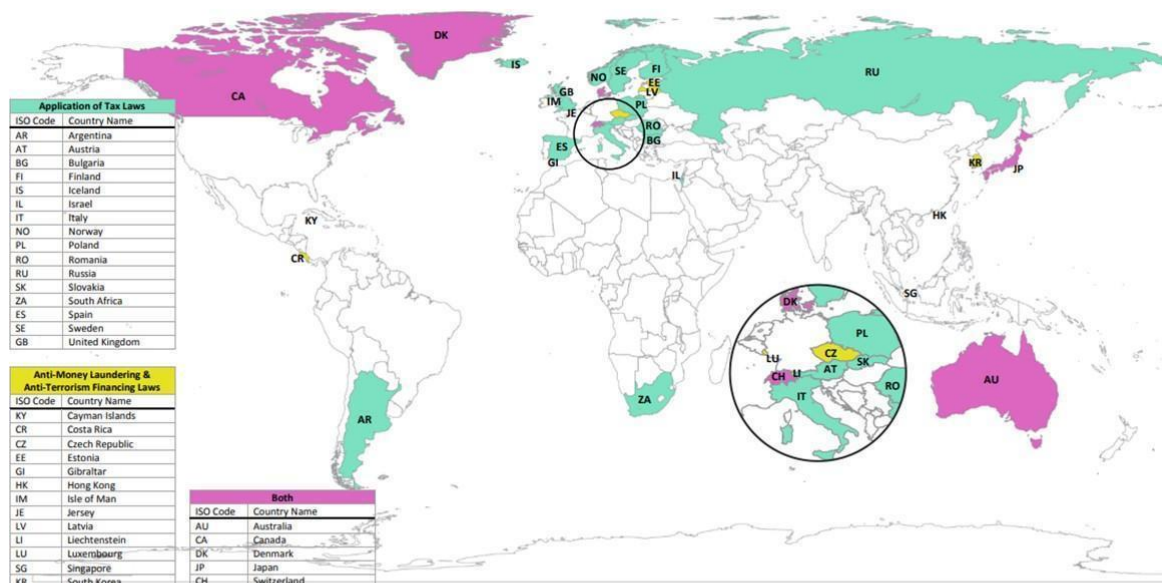 Application of Tax Laws
ISO Code Country Name
AR Argentina
AT Austria
BG Bulgaria
FI Finland
IS Iceland
IL Israel
IT Italy
NO Norway
PL Poland
RO Romania
RU Russia
SK Slovakia
ZA South Africa
ES Spain
SE Sweden
GB United Kingdom
Anti-Money Laundering &
Anti-Terrorism Financing Laws
ISO Code Country Name
KY Cayman Islands
CR Costa Rica
CZ Czech Republic
EE Estonia
GI Gibraltar
HK Hong Kong
IM Isle of Man
JE Jersey
LV Latvia
LI Liechtenstein
LU Luxembourg
SG Singapore
KR South Korea
Both
ISO Code Country Name
AU Australia
CA Canada
DK Denmark
JP Japan
CH Switzerland
DK
IS
CA
NO
SE
FI
RU
EE
LV
GB
IM
PL
JE
RO
BG
ES
GI
IL
KR
JP
HK
KY
CR
SG
AR
ZA
AU
DK
PL
LU
CZ
SK
CH
LI
AT
IT
RO